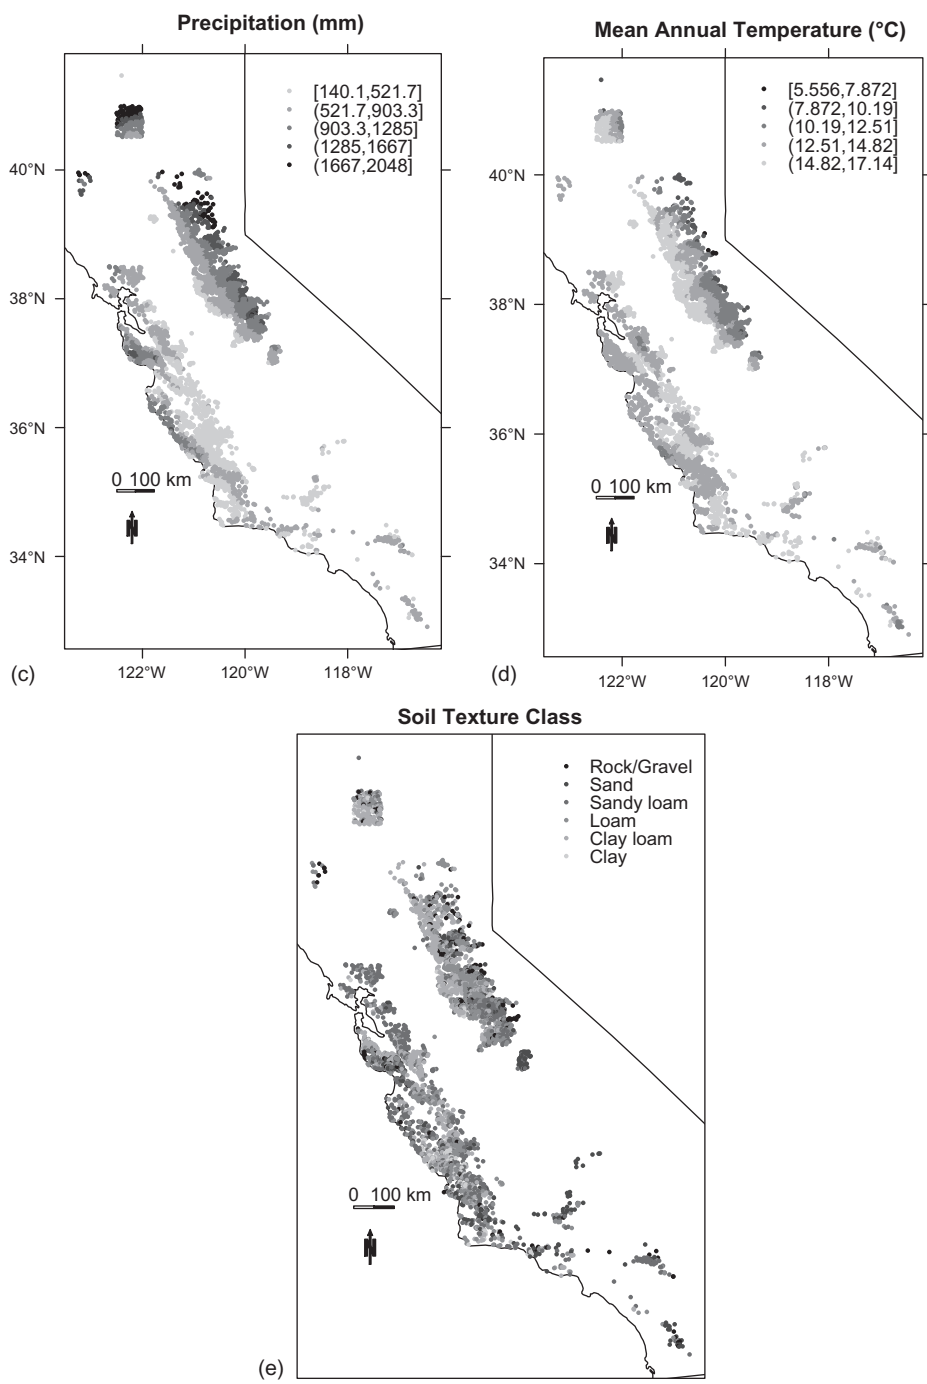 Precipitation (mm)
[140.1,521.7]
(521.7,903.3]
(903.3,1285]
(1285,1667]
(1667,2048]
40°N
38°N
36°N
34°N
0 100 km
N
122°W 120°W 118°W
(c)
Mean Annual Temperature (°C)
[5.556,7.872]
(7.872,10.19]
(10.19,12.51]
(12.51,14.82]
(14.82,17.14]
40°N
38°N
36°N
34°N
0 100 km
N
122°W 120°W 118°W
(d)
Soil Texture Class
Rock/Gravel
Sand
Sandy loam
Loam
Clay loam
Clay
0 100 km
N
(e)